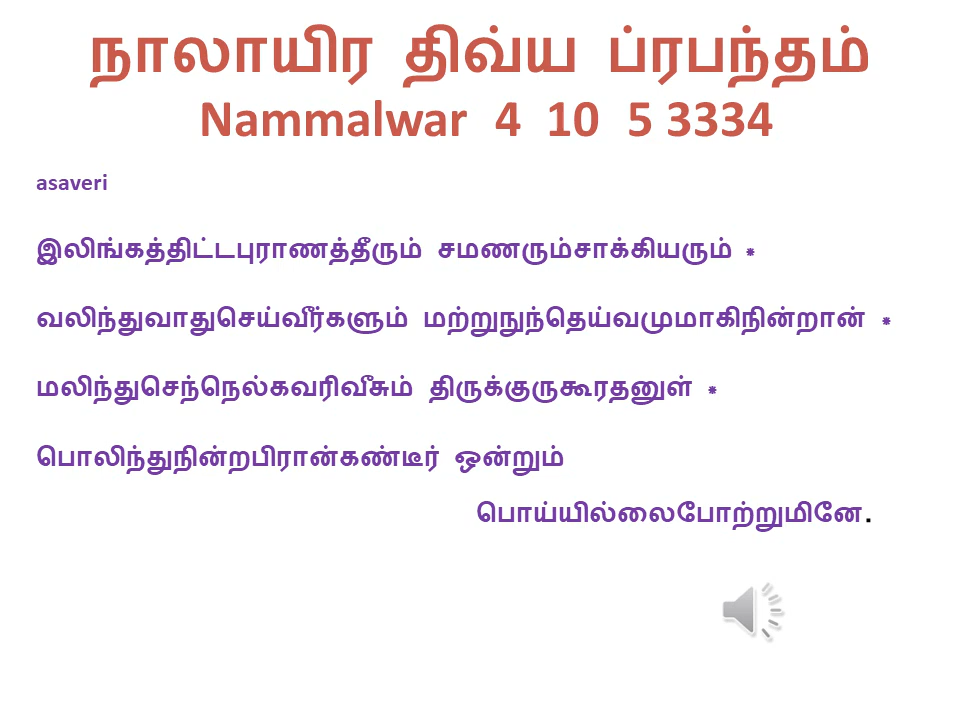 நாலாயிர திவ்ய ப்ரபந்தம்
Nammalwar 4 10 5 3334
asaveri
இலிங்கத்திட்டபுராணத்தீரும் சமணரும்சாக்கியரும் *
வலிந்துவாதுசெய்வீர்களும் மற்றுநுந்தெய்வமுமாகிநின்றான் *
மலிந்துசெந்நெல்கவரிவீசும் திருக்குருகூரதனுள் *
பொலிந்துநின்றபிரான்கண்டீர் ஒன்றும்
பொய்யில்லைபோற்றுமினே.